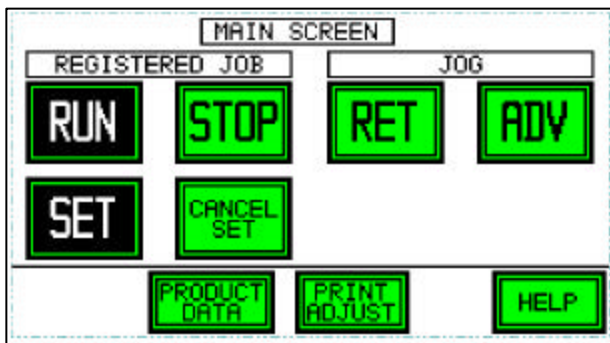 MAIN SCREEN
REGISTERED JOB
JOG
RUN
STOP
RET
ADV
SET
CANCEL
SET
PRODUCT
DATA
PRINT
ADJUST
HELP